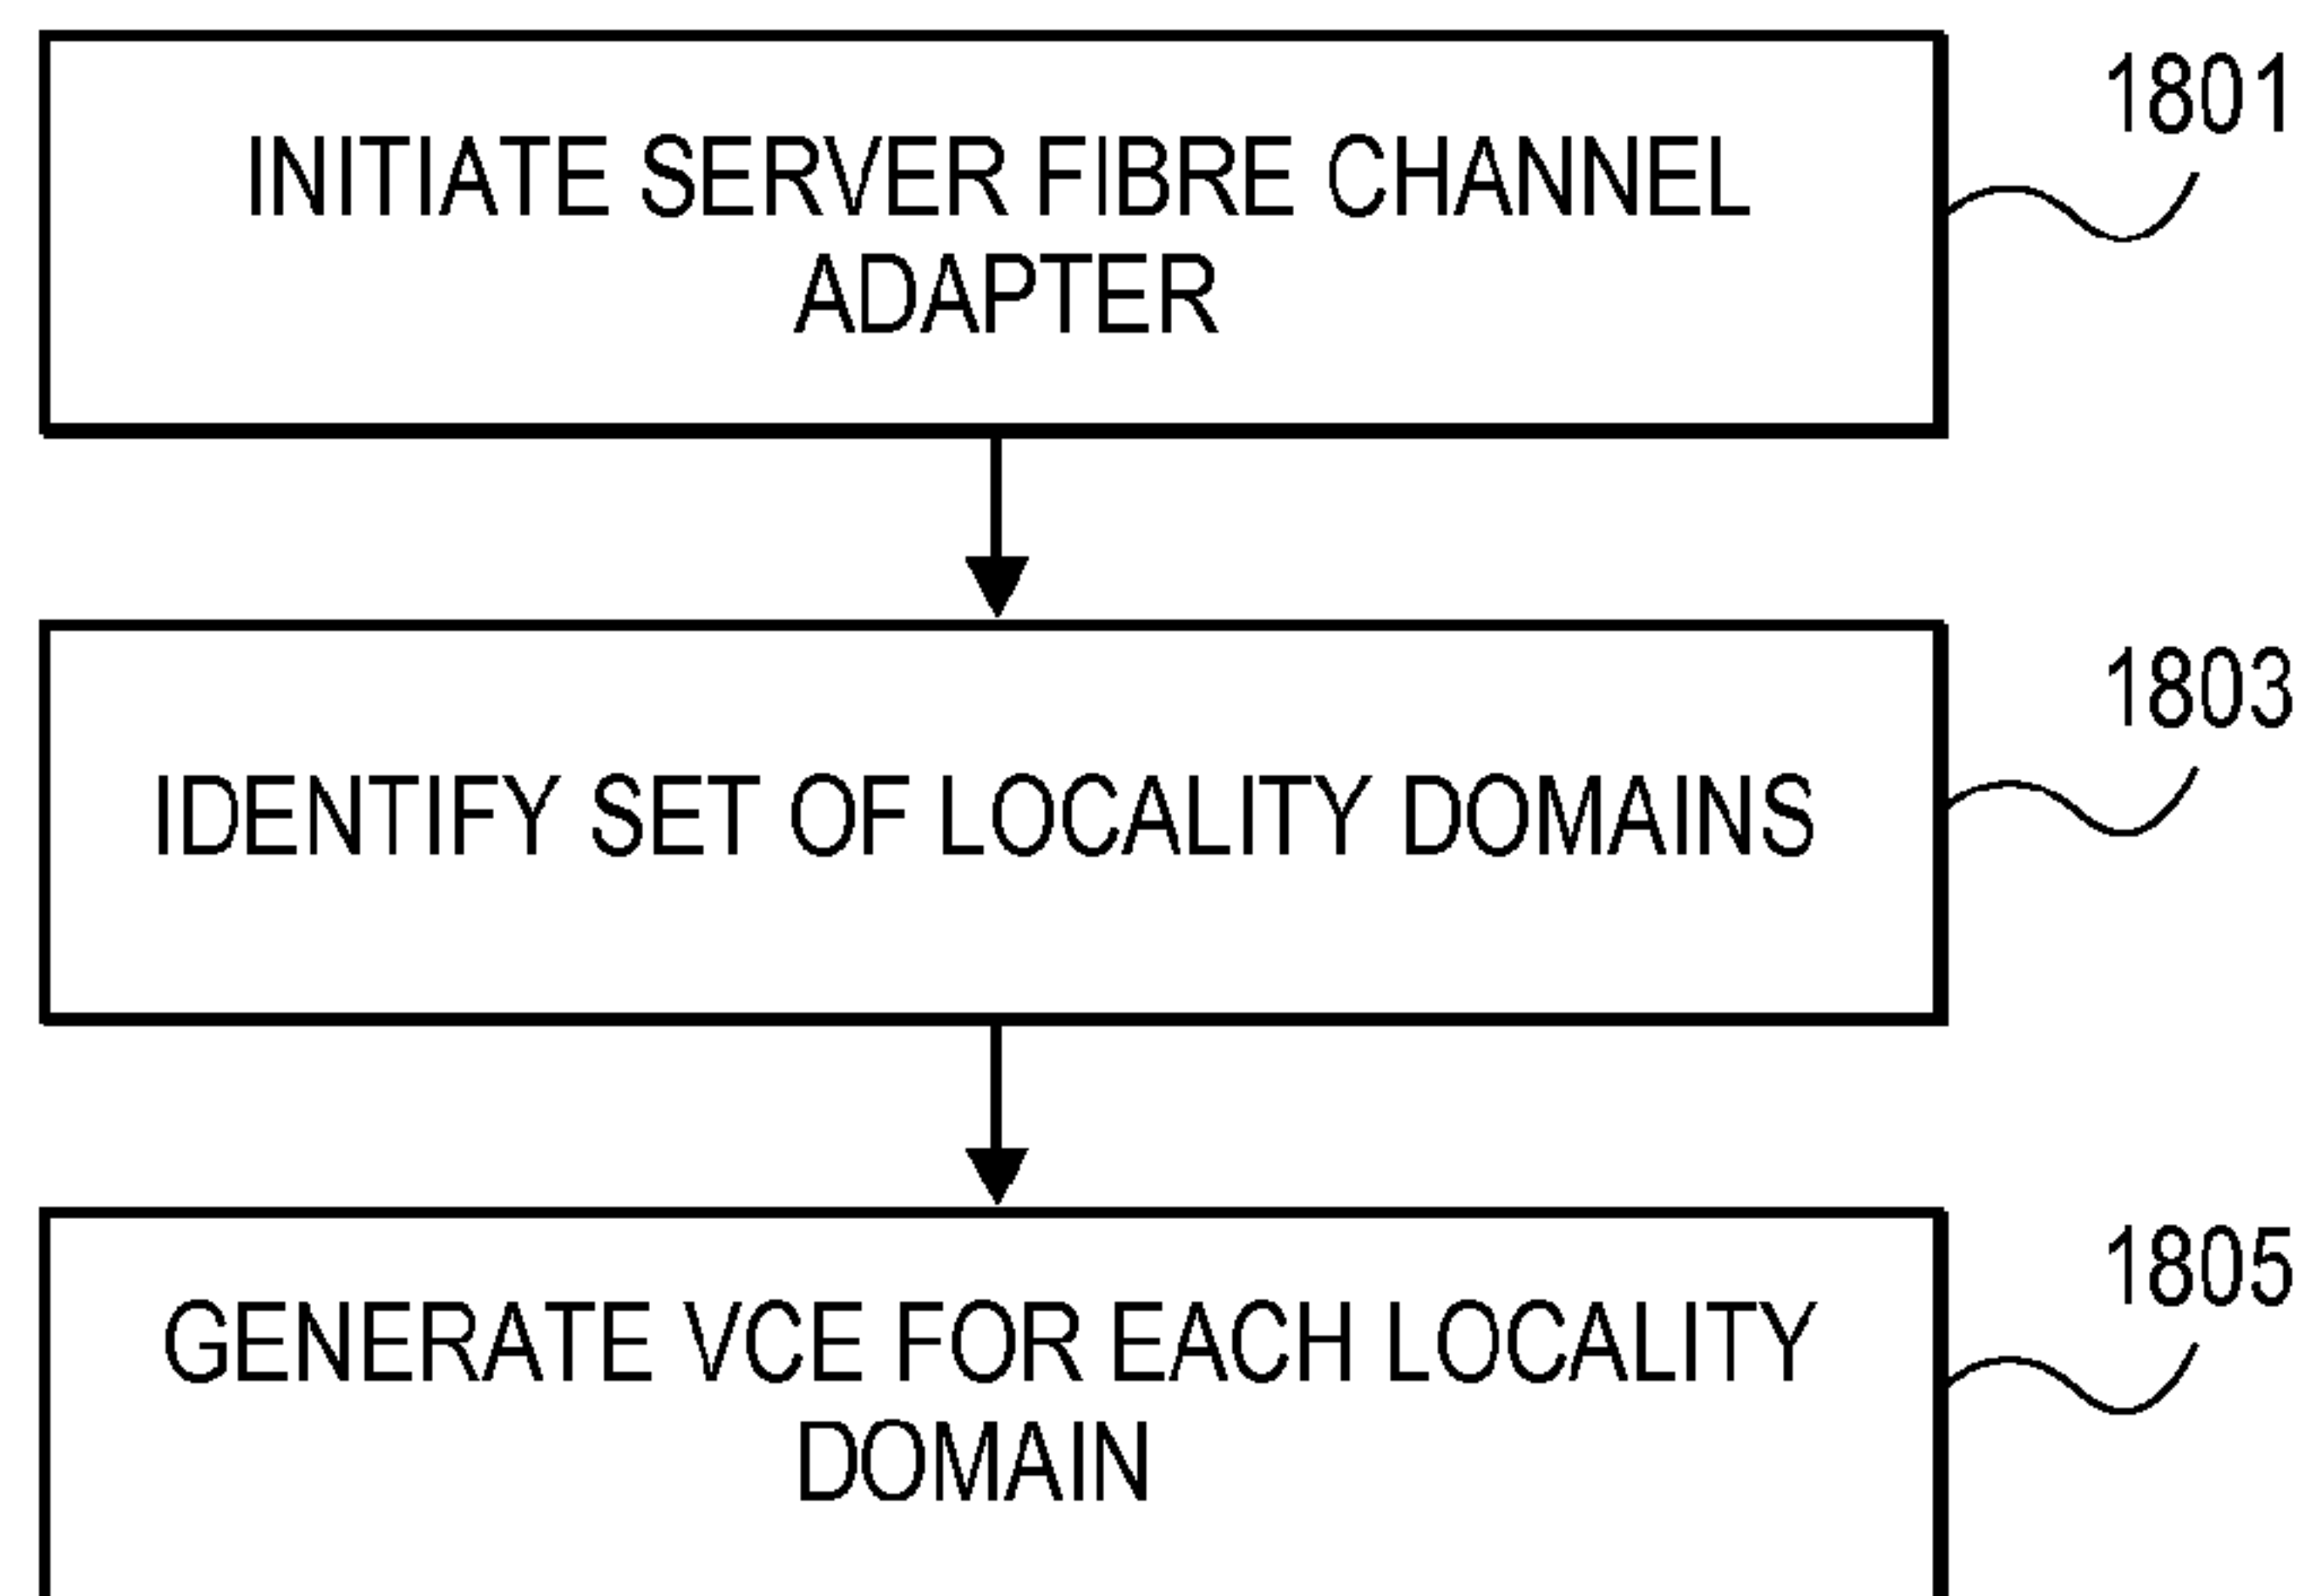 INITIATE SERVER FIBRE CHANNEL
ADAPTER
1801
IDENTIFY SET OF LOCALITY DOMAINS
1803
GENERATE VCE FOR EACH LOCALITY
DOMAIN
1805